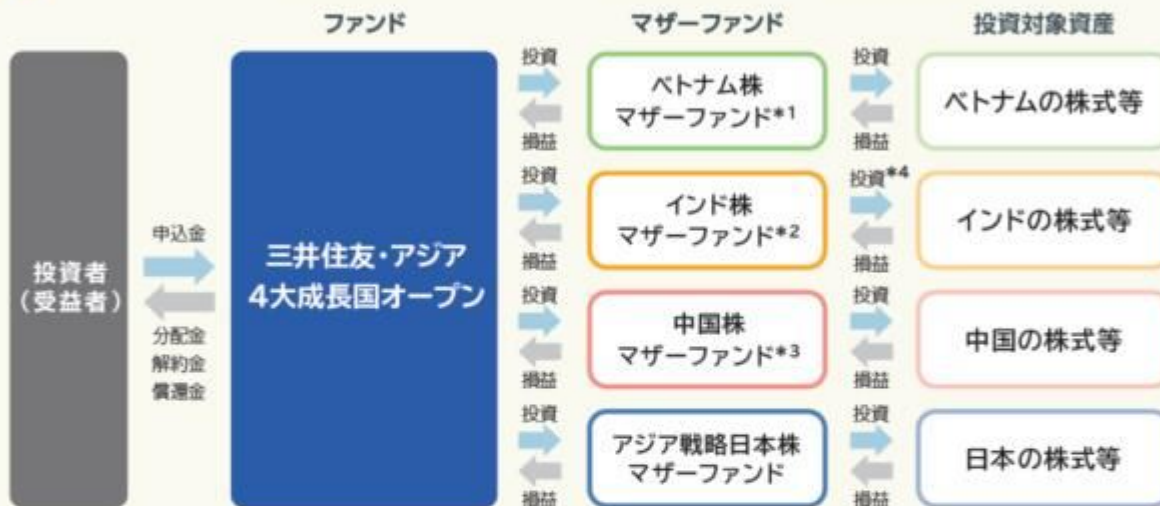 ファンド
マザーファンド
投資対象資産
投資者
（受益者）
申込金
分配金
解約金
償還金
三井住友・アジア
4大成長国オープン
投資
損益
ベトナム株
マザーファンド*1
投資
損益
ベトナムの株式等
投資
損益
インド株
マザーファンド*2
投資*4
損益
インドの株式等
投資
損益
中国株
マザーファンド*3
投資
損益
中国の株式等
投資
損益
アジア戦略日本株
マザーファンド
投資
損益
日本の株式等